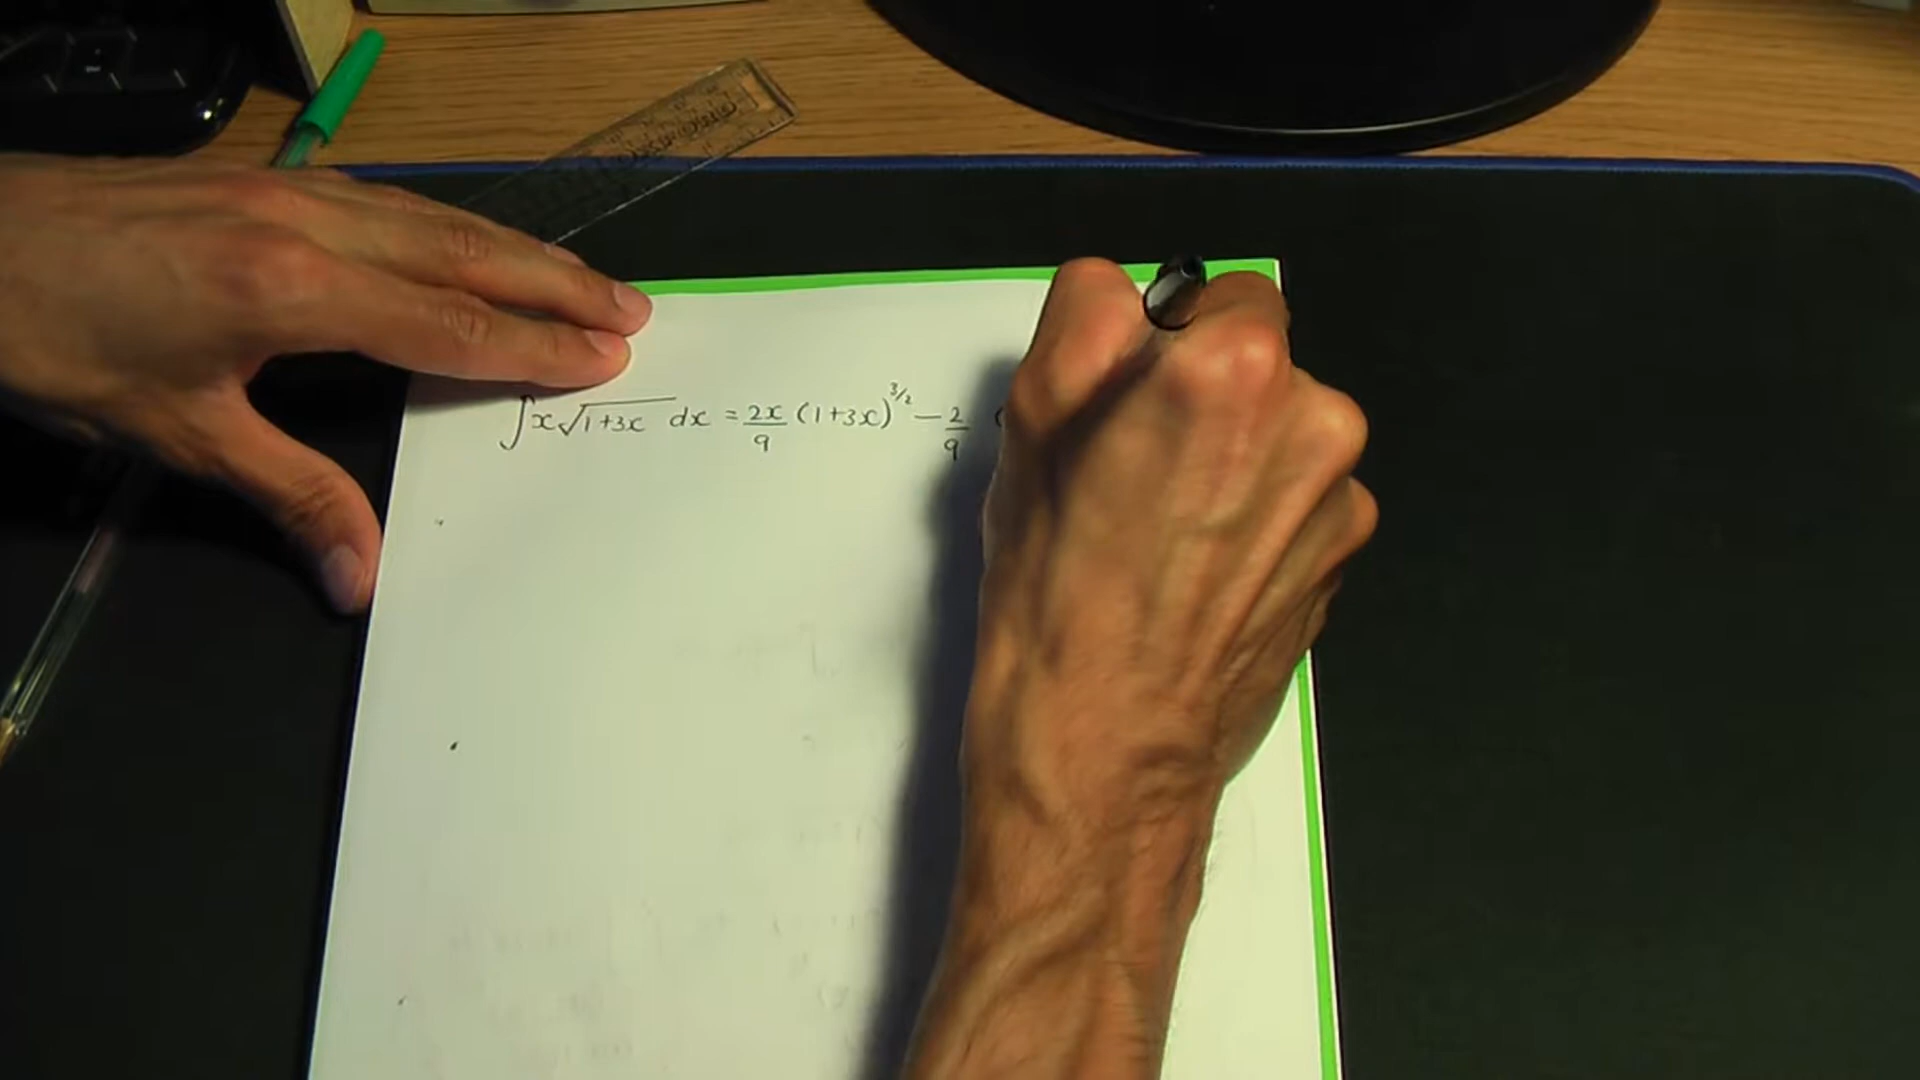 ∫x√1+3x dx = 2x/9 (1+3x)^3/2 − 2/9 (